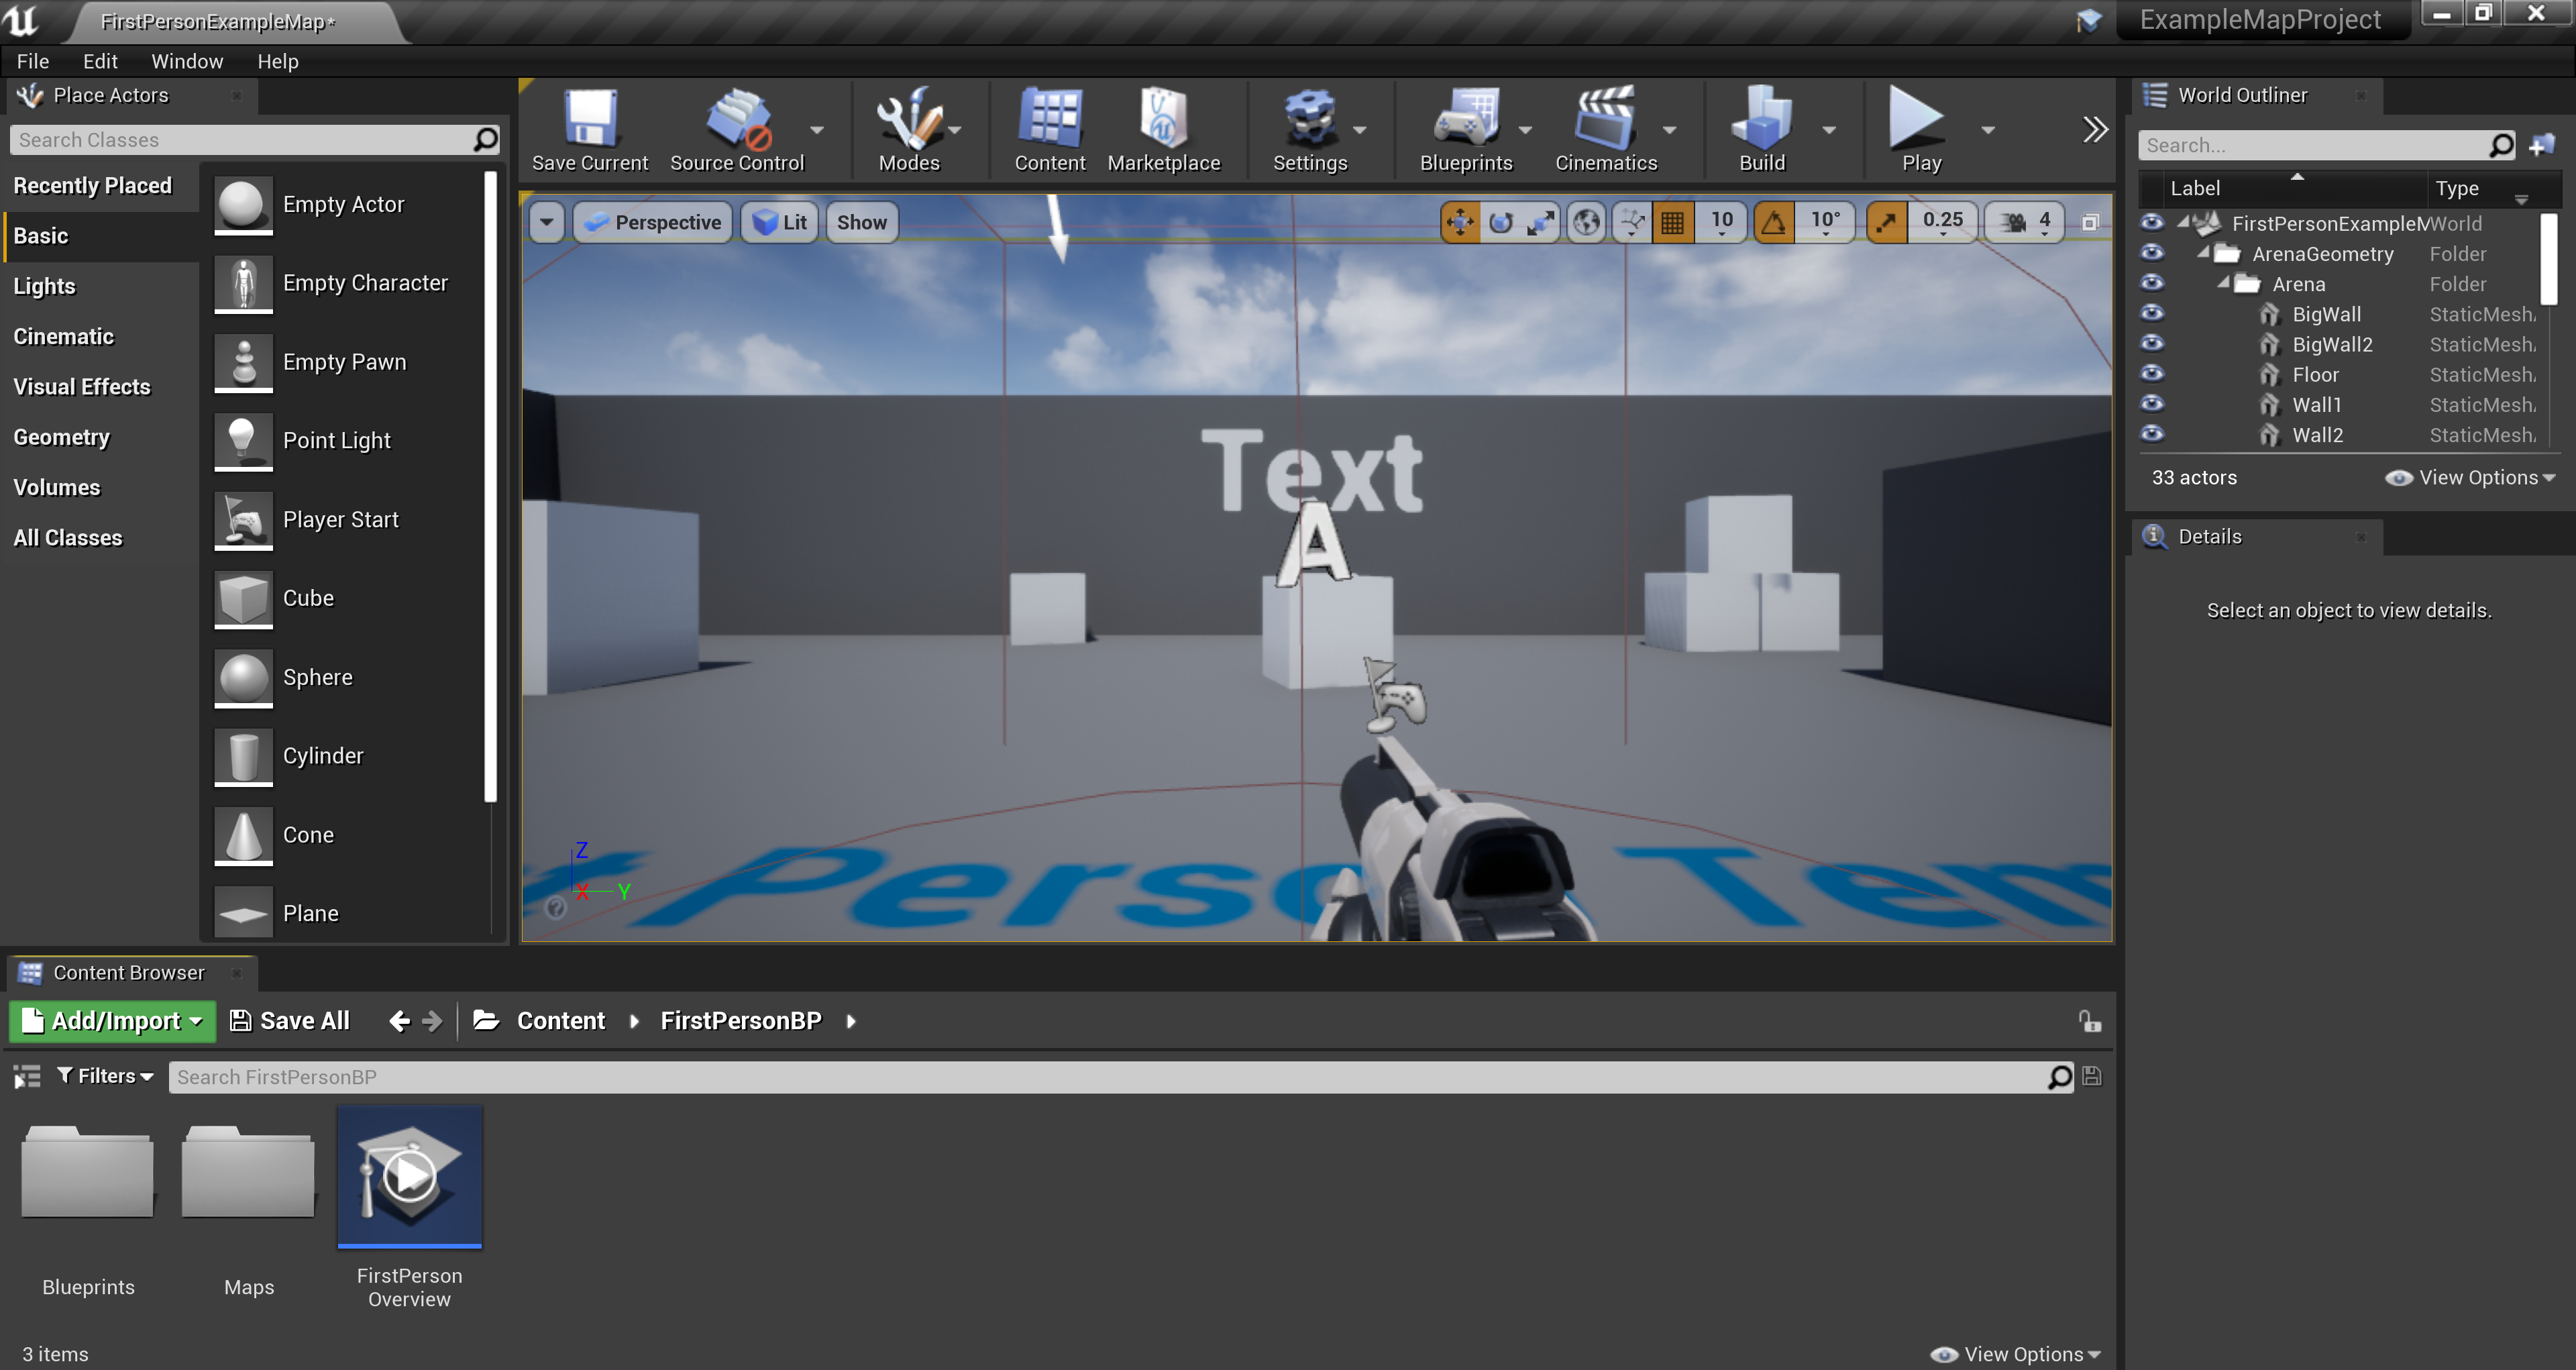 FirstPersonExampleMap*
ExampleMapProject
File Edit Window Help
Place Actors
Search Classes
Recently Placed
Basic
Lights
Cinematic
Visual Effects
Geometry
Volumes
All Classes
Empty Actor
Empty Character
Empty Pawn
Point Light
Player Start
Cube
Sphere
Cylinder
Cone
Plane
Save Current
Source Control
Modes
Content
Marketplace
Settings
Blueprints
Cinematics
Build
Play
Perspective
Lit
Show
10
10°
0.25
4
Text
A
Z
X
Y
Person Tem
World Outliner
Search...
Label Type
FirstPersonExampleM World
ArenaGeometry Folder
Arena Folder
BigWall StaticMesh
BigWall2 StaticMesh
Floor StaticMesh
Wall1 StaticMesh
Wall2 StaticMesh
33 actors
View Options
Details
Select an object to view details.
Content Browser
Add/Import
Save All
Content
FirstPersonBP
Filters
Search FirstPersonBP
Blueprints
Maps
FirstPerson
Overview
3 items
View Options